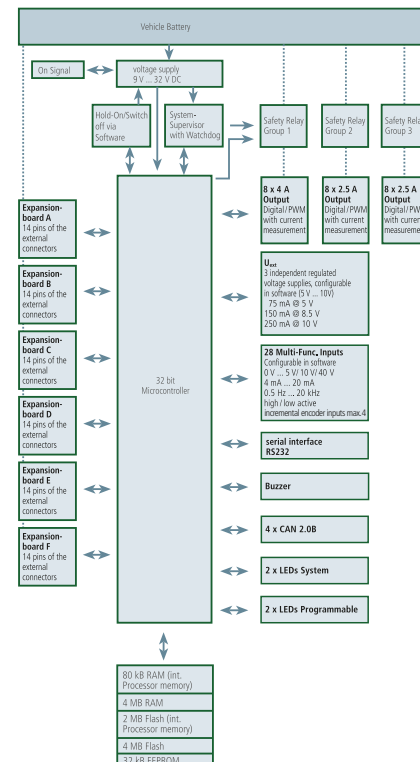 Vehicle Battery
On Signal
voltage supply
9 V ... 32 V DC
Hold-On/Switch
off via
Software
System-
Supervisor
with Watchdog
Safety Relay
Group 1
Safety Relay
Group 2
Safety Rela
Group 3
8 x 4 A
Output
Digital/PWM
with current
measurement
8 x 2.5 A
Output
Digital/PWM
with current
measurement
8 x 2.5 A
Output
Digital/PW
with curren
measureme
Expansion-
board A
14 pins of the
external
connectors
Expansion-
board B
14 pins of the
external
connectors
Expansion-
board C
14 pins of the
external
connectors
Expansion-
board D
14 pins of the
external
connectors
Expansion-
board E
14 pins of the
external
connectors
Expansion-
board F
14 pins of the
external
connectors
32 bit
Microcontroller
Uext
3 independent regulated
voltage supplies, configurable
in software (5 V ... 10V)
75 mA @ 5 V
150 mA @ 8.5 V
250 mA @ 10 V
28 Multi-Func. Inputs
Configurable in software
0 V ... 5 V/ 10 V/ 40 V
4 mA ... 20 mA
0.5 Hz ... 20 kHz
high / low active
incremental encoder inputs max.4
serial interface
RS232
Buzzer
4 x CAN 2.0B
2 x LEDs System
2 x LEDs Programmable
80 kB RAM (int.
Processor memory)
4 MB RAM
2 MB Flash (int.
Processor memory)
4 MB Flash
32 kB EEPROM